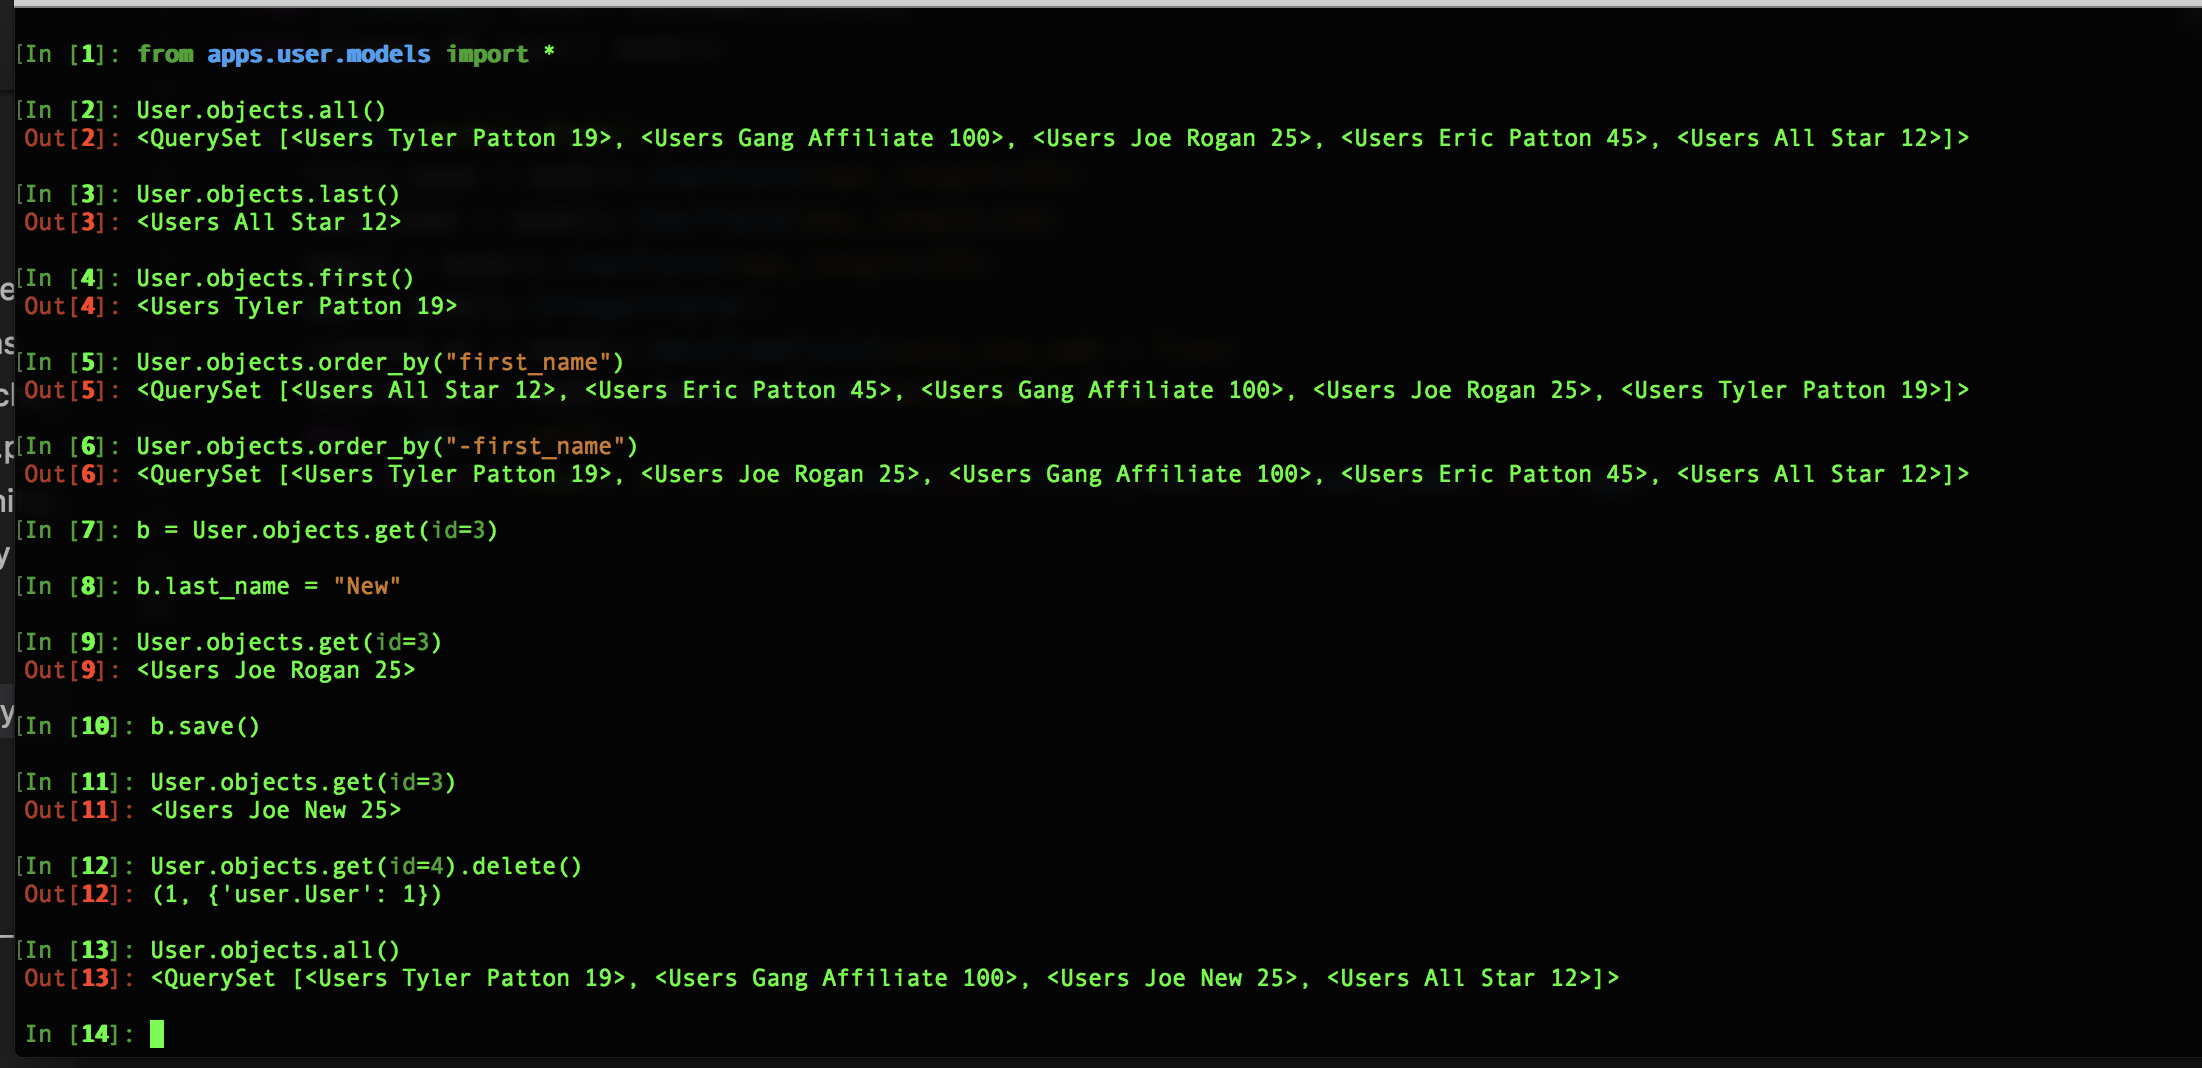 [In [1]: from apps.user.models import *
[In [2]: User.objects.all()
Out[2]: <QuerySet [<Users Tyler Patton 19>, <Users Gang Affiliate 100>, <Users Joe Rogan 25>, <Users Eric Patton 45>, <Users All Star 12>]>
[In [3]: User.objects.last()
Out[3]: <Users All Star 12>
[In [4]: User.objects.first()
Out[4]: <Users Tyler Patton 19>
[In [5]: User.objects.order_by("first_name")
Out[5]: <QuerySet [<Users All Star 12>, <Users Eric Patton 45>, <Users Gang Affiliate 100>, <Users Joe Rogan 25>, <Users Tyler Patton 19>]>
[In [6]: User.objects.order_by("-first_name")
Out[6]: <QuerySet [<Users Tyler Patton 19>, <Users Joe Rogan 25>, <Users Gang Affiliate 100>, <Users Eric Patton 45>, <Users All Star 12>]>
[In [7]: b = User.objects.get(id=3)
[In [8]: b.last_name = "New"
[In [9]: User.objects.get(id=3)
Out[9]: <Users Joe Rogan 25>
[In [10]: b.save()
[In [11]: User.objects.get(id=3)
Out[11]: <Users Joe New 25>
[In [12]: User.objects.get(id=4).delete()
Out[12]: (1, {'user.User': 1})
[In [13]: User.objects.all()
Out[13]: <QuerySet [<Users Tyler Patton 19>, <Users Gang Affiliate 100>, <Users Joe New 25>, <Users All Star 12>]>
In [14]: